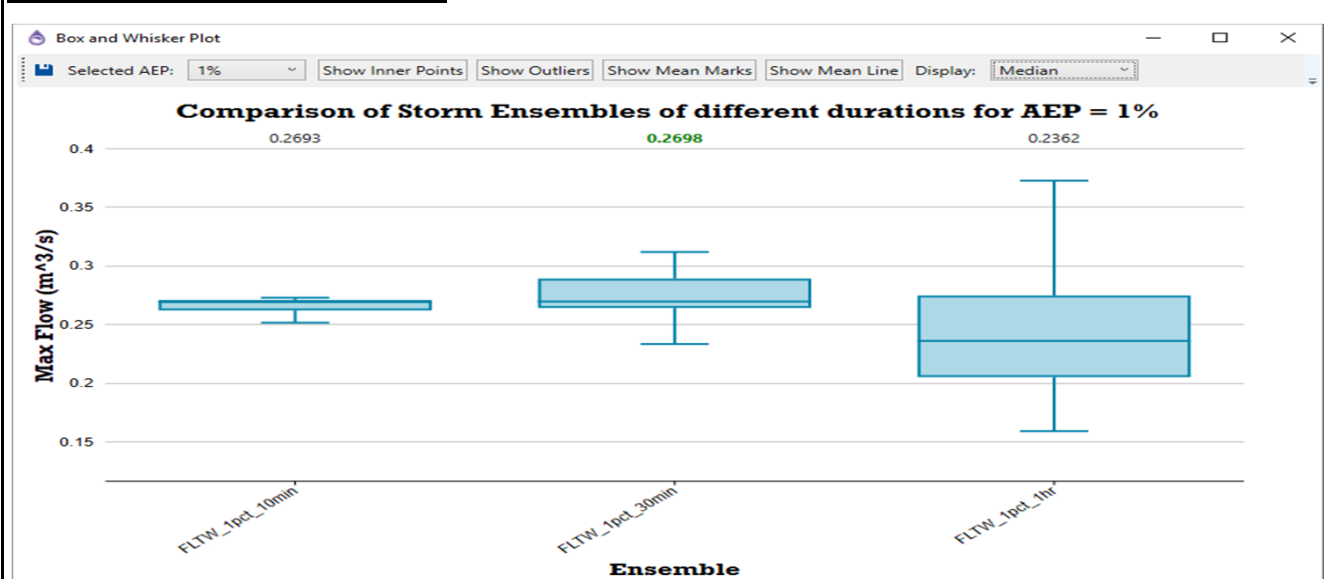 Box and Whisker Plot
Selected AEP: 1% Show Inner Points Show Outliers Show Mean Marks Show Mean Line Display: Median
Comparison of Storm Ensembles of different durations for AEP = 1%
0.2693 0.2698 0.2362
0.4
0.35
0.3
0.25
0.2
0.15
Max Flow (m^3/s)
FLTW_1pct_10min FLTW_1pct_30min FLTW_1pct_1hr
Ensemble